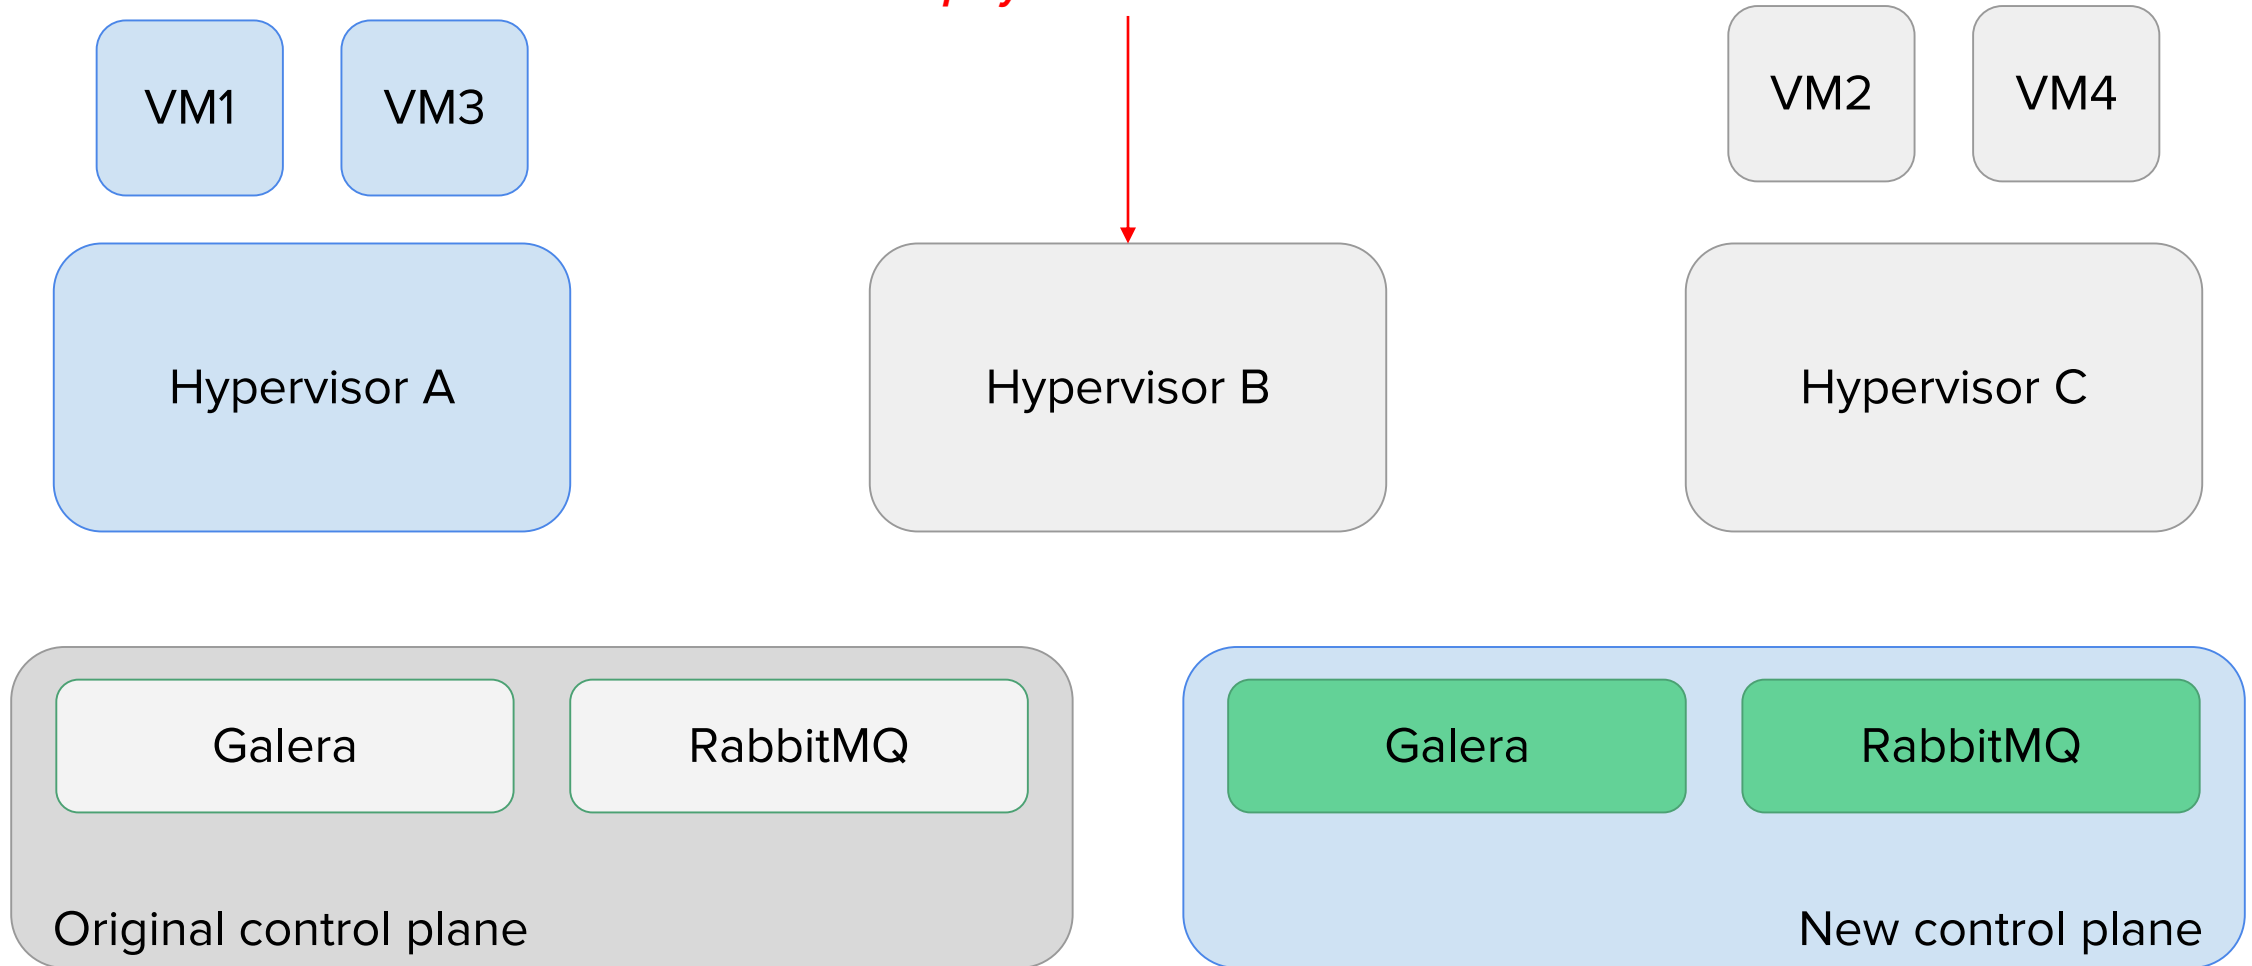 VM1
VM3
VM2
VM4
Hypervisor A
Hypervisor B
Hypervisor C
Galera
RabbitMQ
Galera
RabbitMQ
Original control plane
New control plane